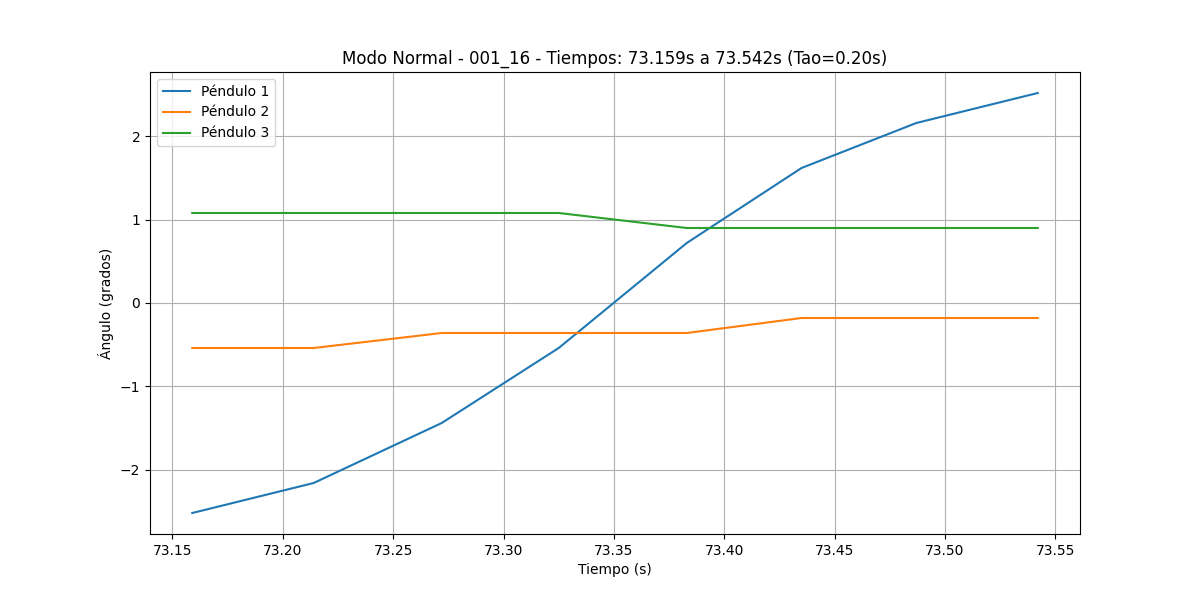 Modo Normal - 001_16 - Tiempos: 73.159s a 73.542s (Tao=0.20s)
Péndulo 1
Péndulo 2
Péndulo 3
Ángulo (grados)
2
1
0
−1
−2
73.15 73.20 73.25 73.30 73.35 73.40 73.45 73.50 73.55
Tiempo (s)